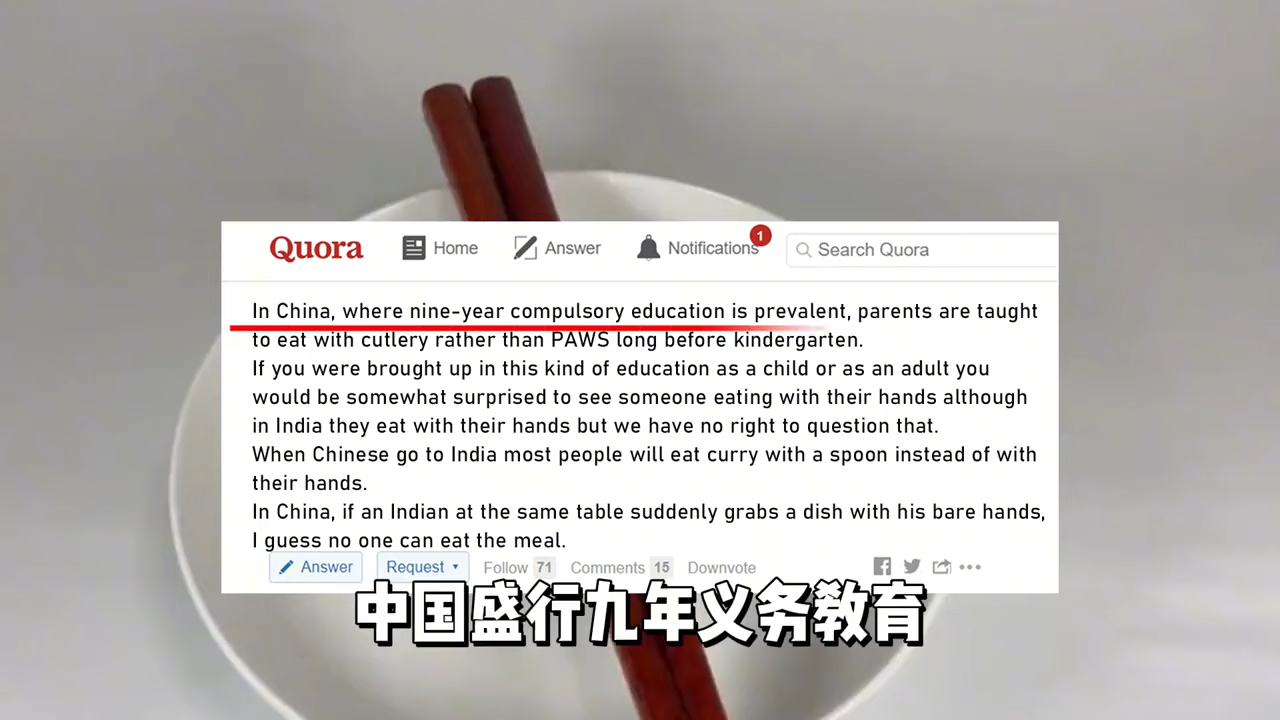 Quora Home Answer Notifications 1 Search Quora
In China, where nine-year compulsory education is prevalent, parents are taught
to eat with cutlery rather than PAWS long before kindergarten.
If you were brought up in this kind of education as a child or as an adult you
would be somewhat surprised to see someone eating with their hands although
in India they eat with their hands but we have no right to question that.
When Chinese go to India most people will eat curry with a spoon instead of with
their hands.
In China, if an Indian at the same table suddenly grabs a dish with his bare hands,
I guess no one can eat the meal.
Answer Request Follow 71 Comments 15 Downvote
中国盛行九年义务教育